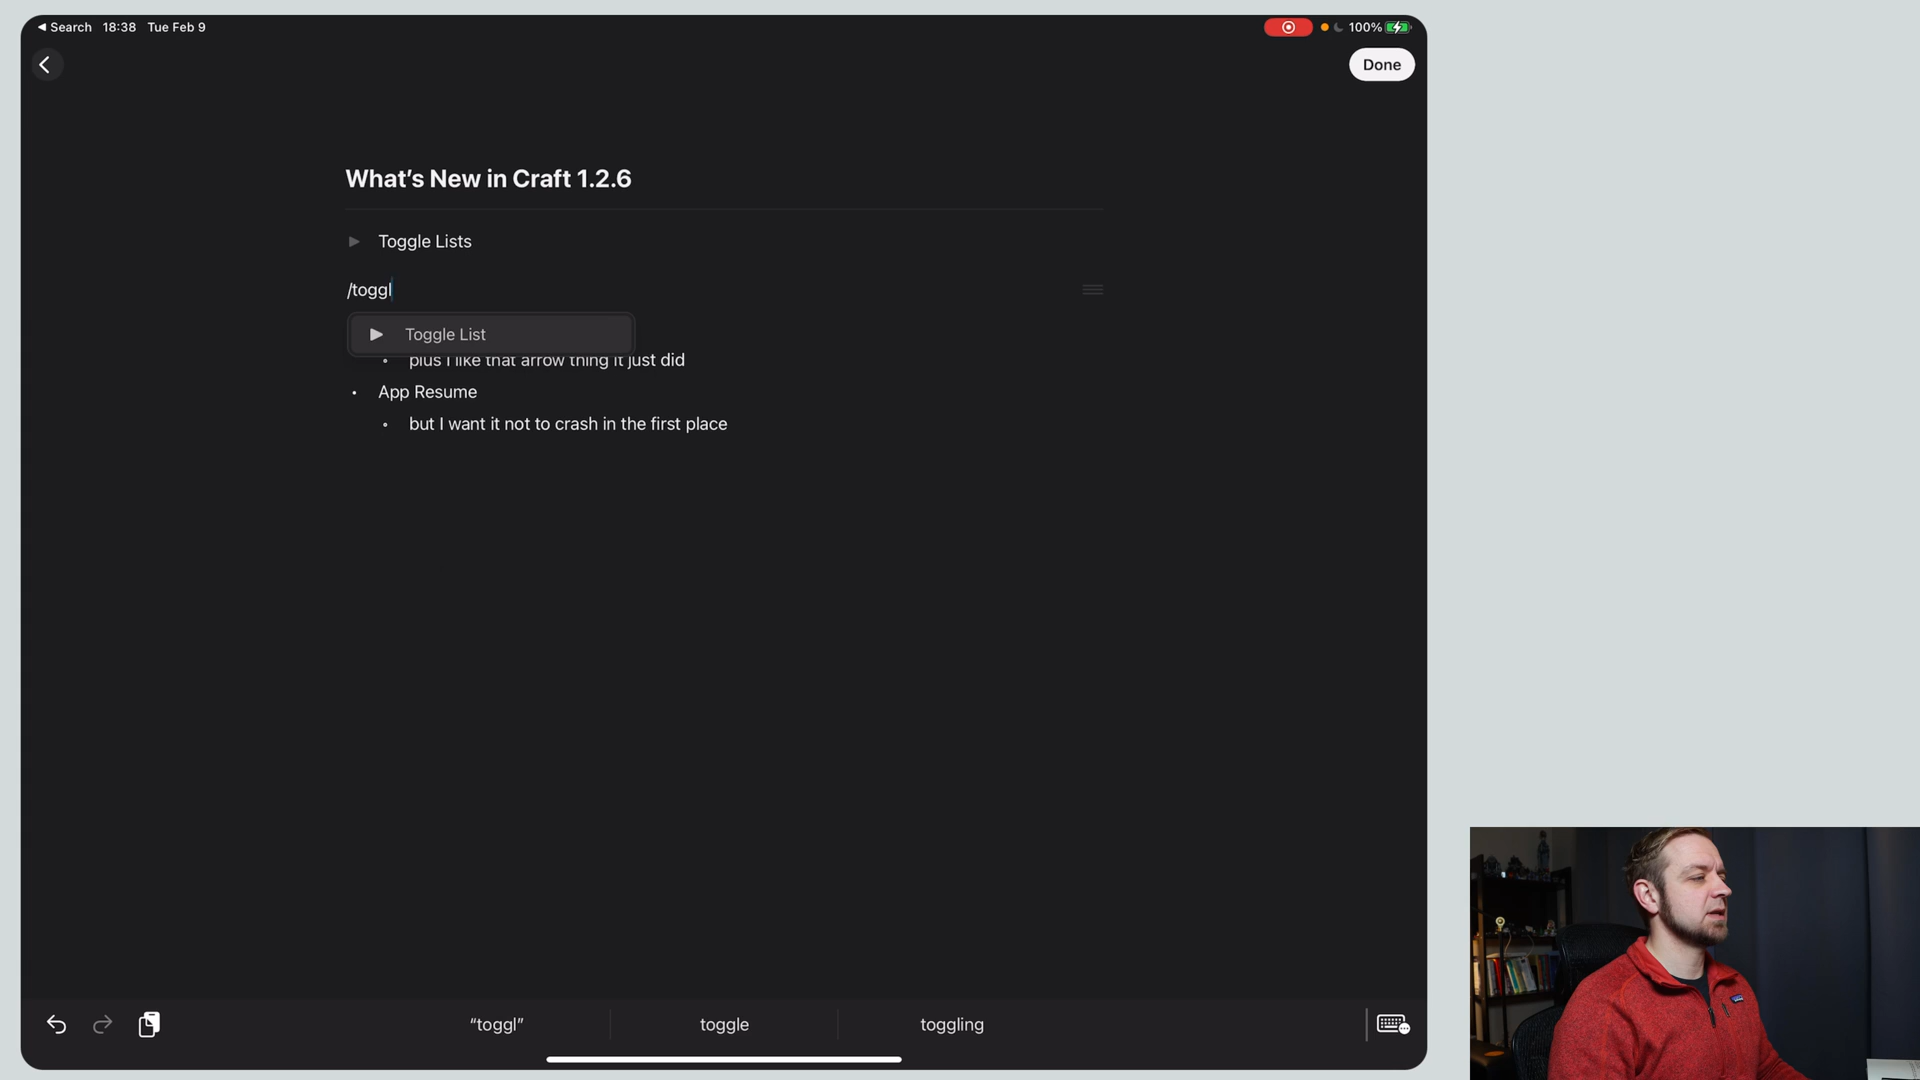 Search 18:38 Tue Feb 9
100%
Done
What's New in Craft 1.2.6
Toggle Lists
/toggl
Toggle List
plus I like that arrow thing it just did
App Resume
but I want it not to crash in the first place
“toggl” toggle toggling